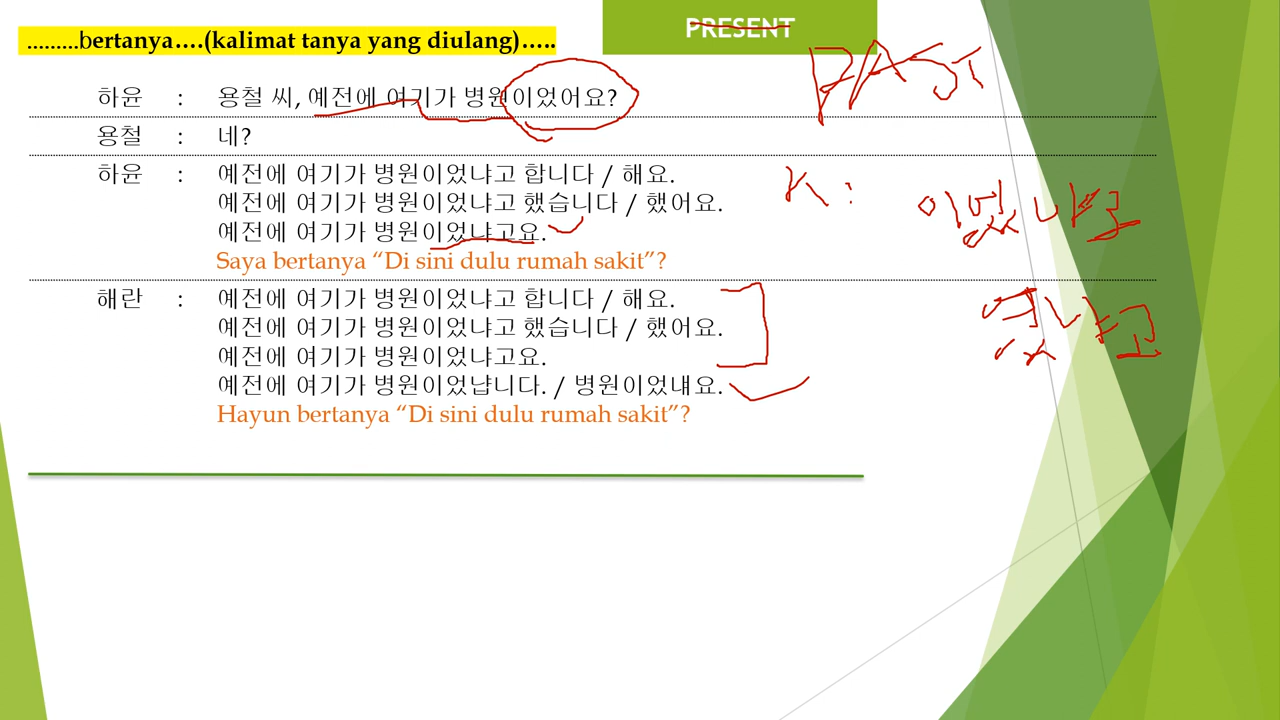 PRESENT
.........bertanya....(kalimat tanya yang diulang).....
PAST
하윤 : 용철 씨, 예전에 여기가 병원이었어요?
용철 : 네?
하윤 : 예전에 여기가 병원이었냐고 합니다 / 해요.
예전에 여기가 병원이었냐고 했습니다 / 했어요.
예전에 여기가 병원이었냐고요.
Saya bertanya “Di sini dulu rumah sakit”?
K : 이었냐고
였냐고
해란 : 예전에 여기가 병원이었냐고 합니다 / 해요.
예전에 여기가 병원이었냐고 했습니다 / 했어요.
예전에 여기가 병원이었냐고요.
예전에 여기가 병원이었냡니다. / 병원이었냬요.
Hayun bertanya “Di sini dulu rumah sakit”?